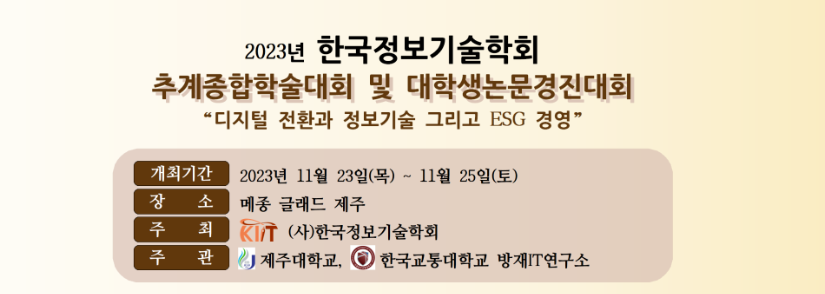 2023년 한국정보기술학회
추계종합학술대회 및 대학생논문경진대회
“디지털 전환과 정보기술 그리고 ESG 경영”
개최기간 2023년 11월 23일(목) ~ 11월 25일(토)
장 소 메종 글래드 제주
주 최 KIIT (사)한국정보기술학회
주 관 제주대학교, 한국교통대학교 방재IT연구소